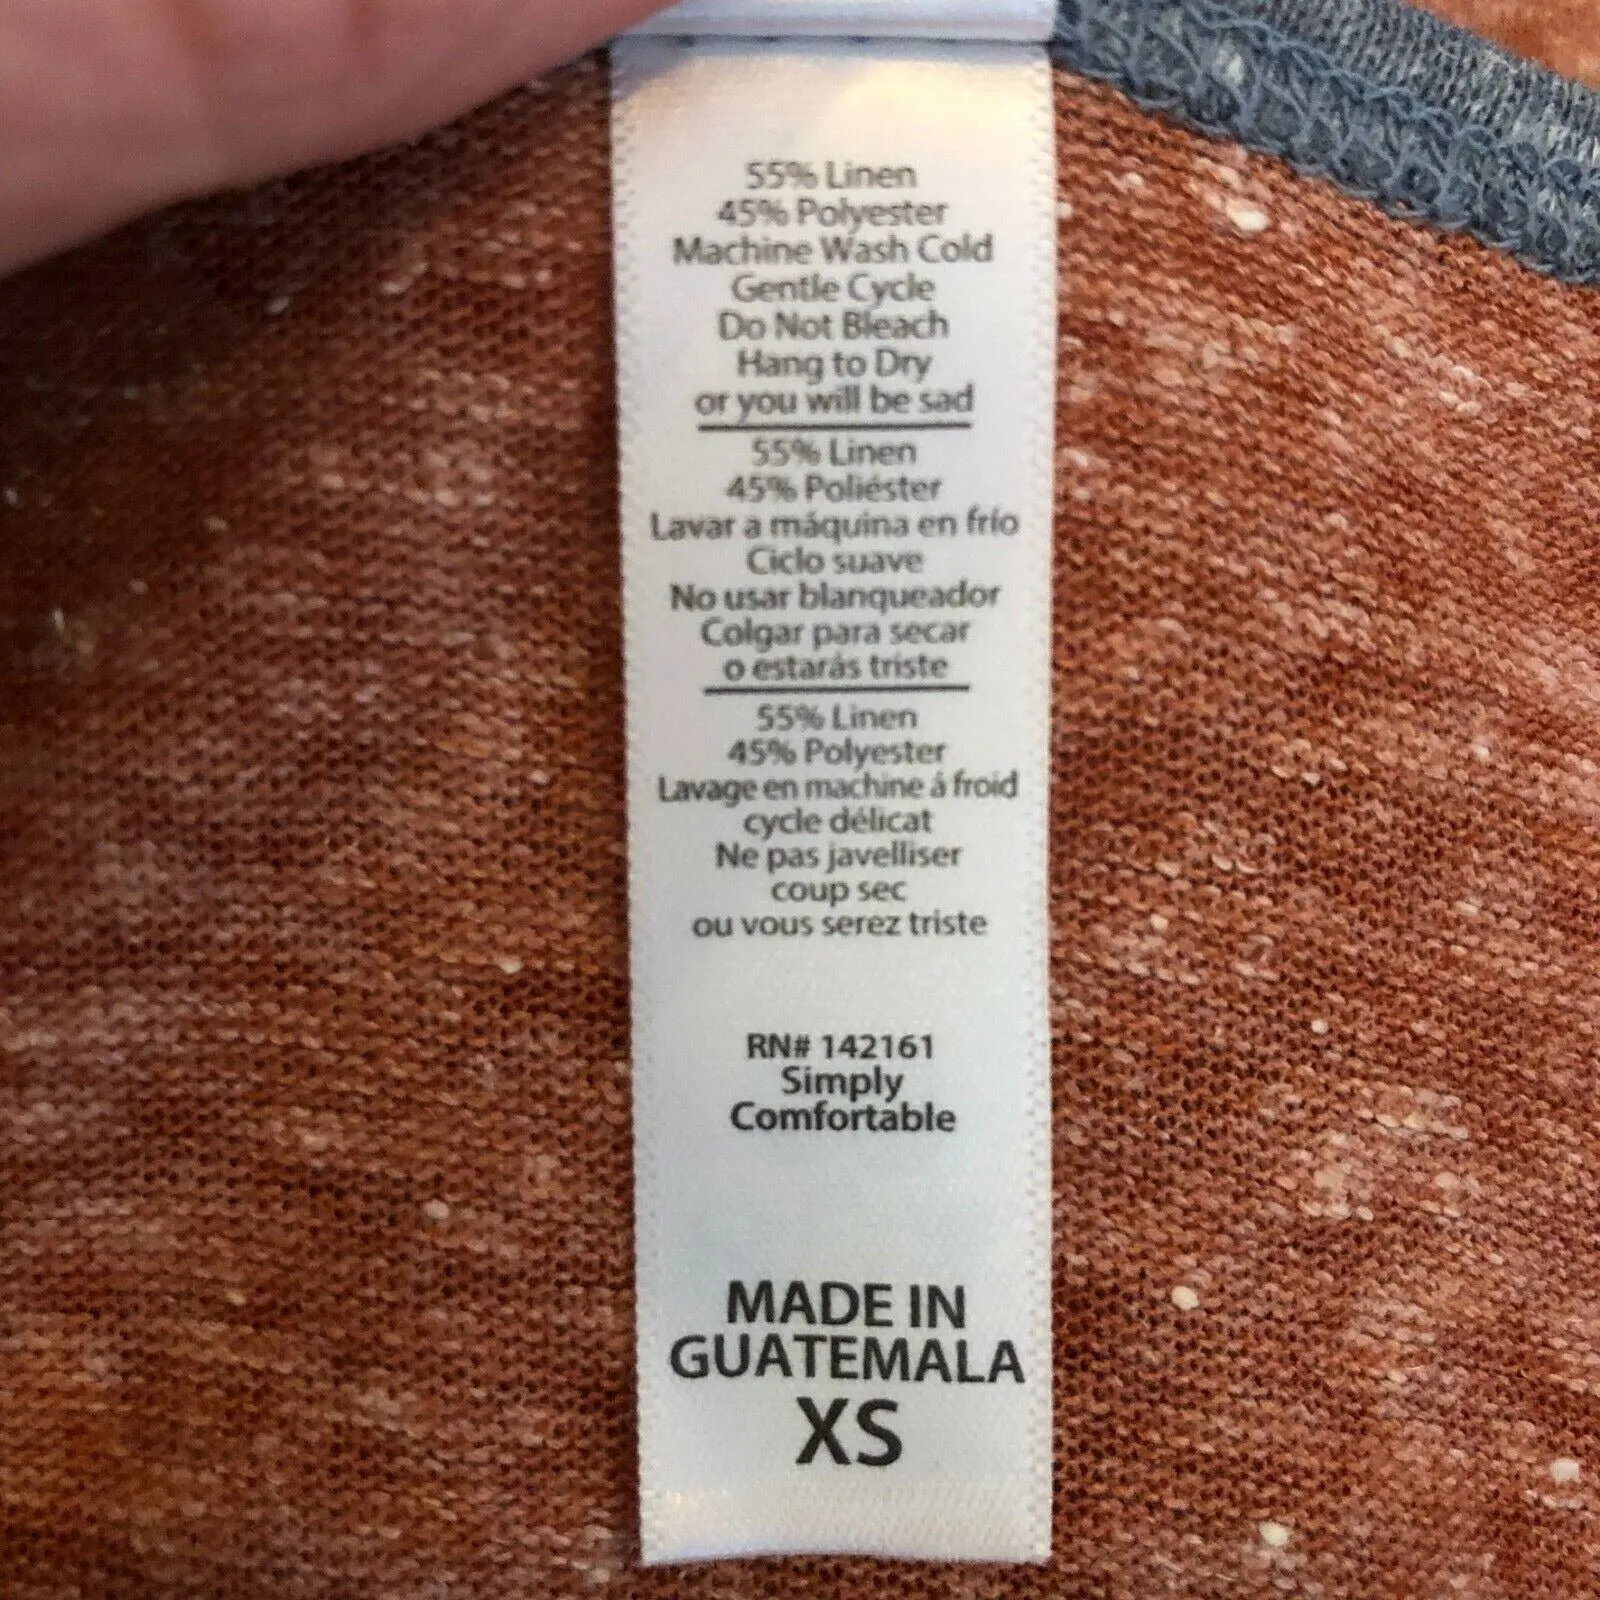 55% Linen
45% Polyester
Machine Wash Cold
Gentle Cycle
Do Not Bleach
Hang to Dry
or you will be sad
55% Linen
45% Poliéster
Lavar a máquina en frío
Ciclo suave
No usar blanqueador
Colgar para secar
o estarás triste
55% Linen
45% Polyester
Lavage en machine á froid
cycle délicat
Ne pas javelliser
coup sec
ou vous serez triste
RN# 142161
Simply
Comfortable
MADE IN
GUATEMALA
XS